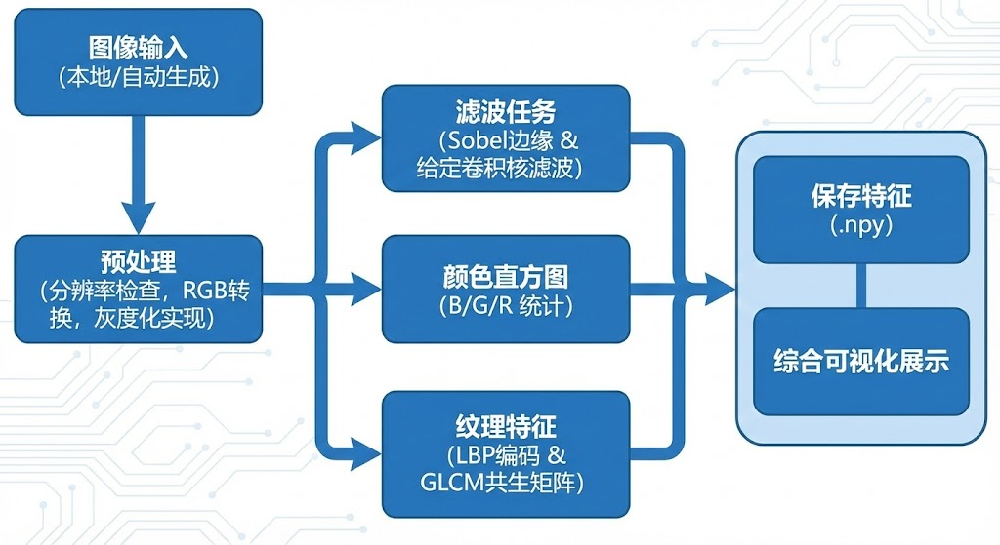 图像输入
（本地/自动生成）
预处理
（分辨率检查，RGB转
换，灰度化实现）
滤波任务
（Sobel边缘 &
给定卷积核滤波）
颜色直方图
（B/G/R 统计）
纹理特征
（LBP编码 &
GLCM共生矩阵）
保存特征
（.npy）
综合可视化展示